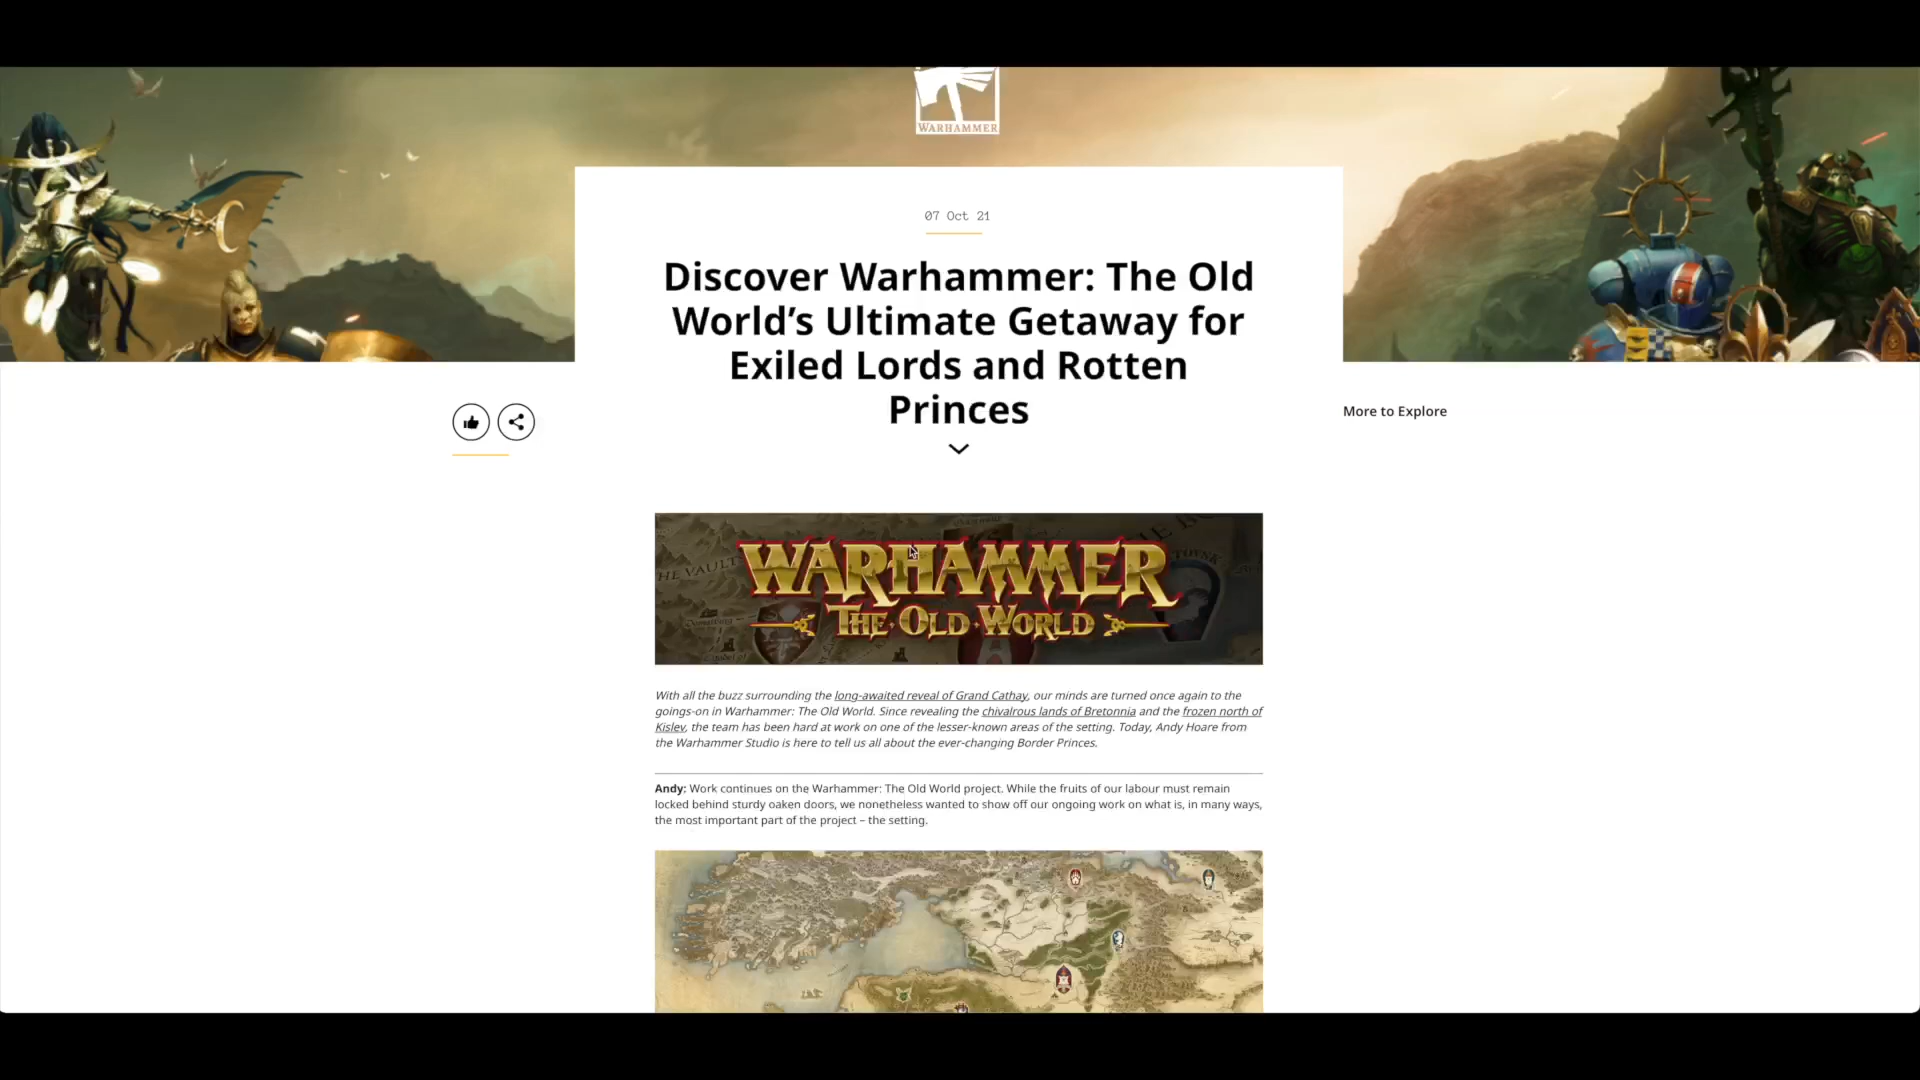 WARHAMMER
07 Oct 21
Discover Warhammer: The Old
World’s Ultimate Getaway for
Exiled Lords and Rotten
Princes
More to Explore
WARHAMMER
THE OLD WORLD
With all the buzz surrounding the long-awaited reveal of Grand Cathay, our minds are turned once again to the
goings-on in Warhammer: The Old World. Since revealing the chivalrous lands of Bretonnia and the frozen north of
Kislev, the team has been hard at work on one of the lesser-known areas of the setting. Today, Andy Hoare from
the Warhammer Studio is here to tell us all about the ever-changing Border Princes.
Andy: Work continues on the Warhammer: The Old World project. While the fruits of our labour must remain
locked behind sturdy oaken doors, we nonetheless wanted to show off our ongoing work on what is, in many ways,
the most important part of the project – the setting.